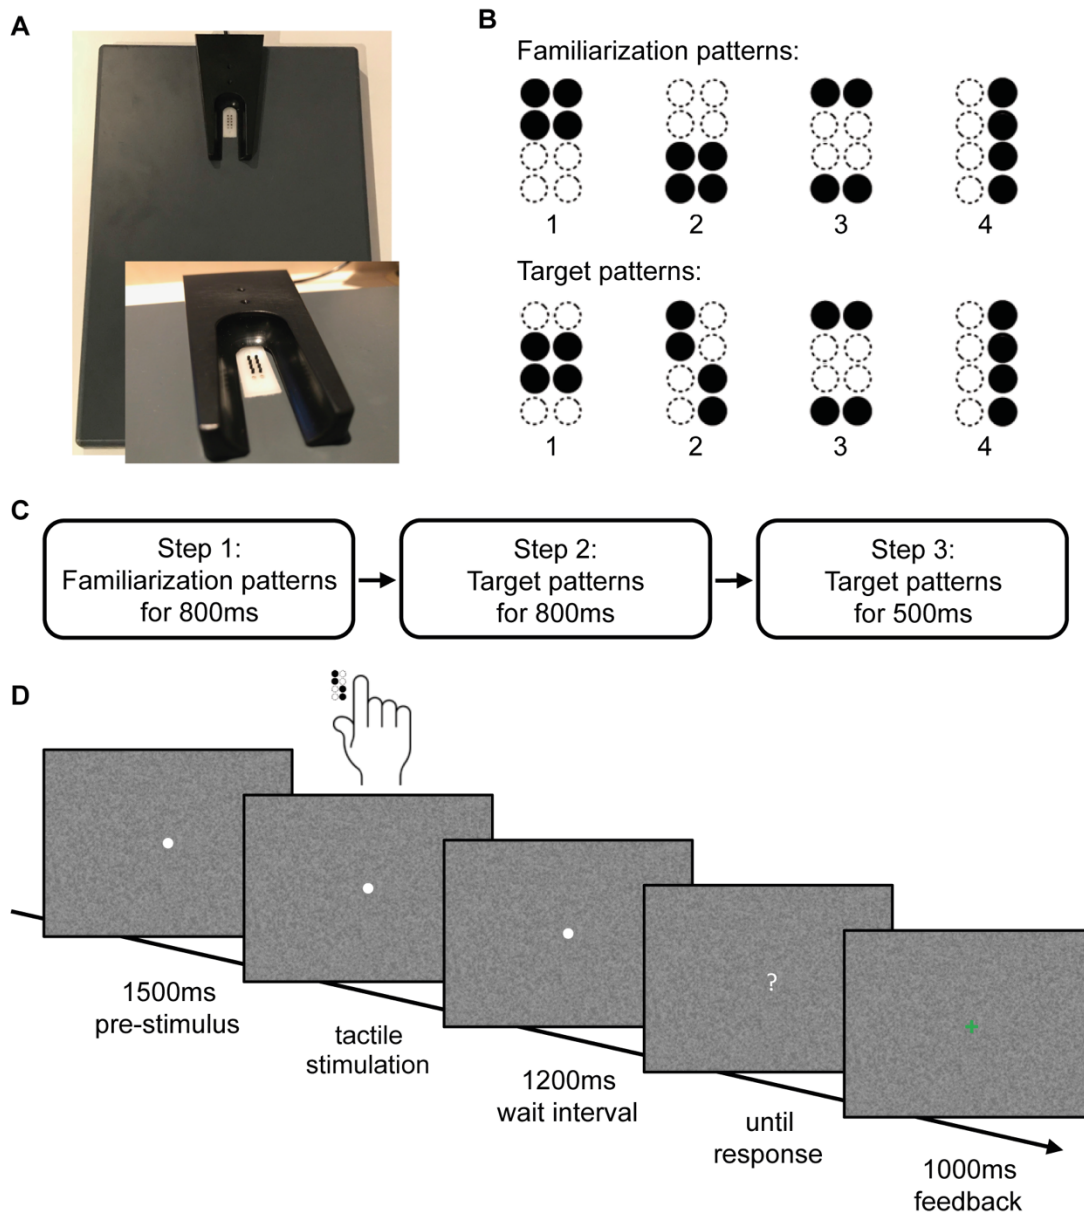 A
B
Familiarization patterns:
1 2 3 4
Target patterns:
1 2 3 4
C
Step 1:
Familiarization patterns
for 800ms
Step 2:
Target patterns
for 800ms
Step 3:
Target patterns
for 500ms
D
1500ms
pre-stimulus
tactile
stimulation
1200ms
wait interval
?
until
response
+
1000ms
feedback